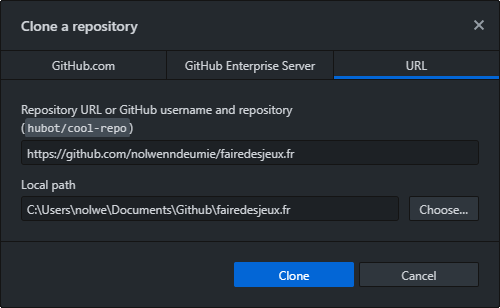 Clone a repository
GitHub.com
GitHub Enterprise Server
URL
Repository URL or GitHub username and repository
(hubot/cool-repo)
https://github.com/nolwenndeumie/fairedesjeux.fr
Local path
C:\Users\nolwe\Documents\Github\fairedesjeux.fr
Choose...
Clone
Cancel